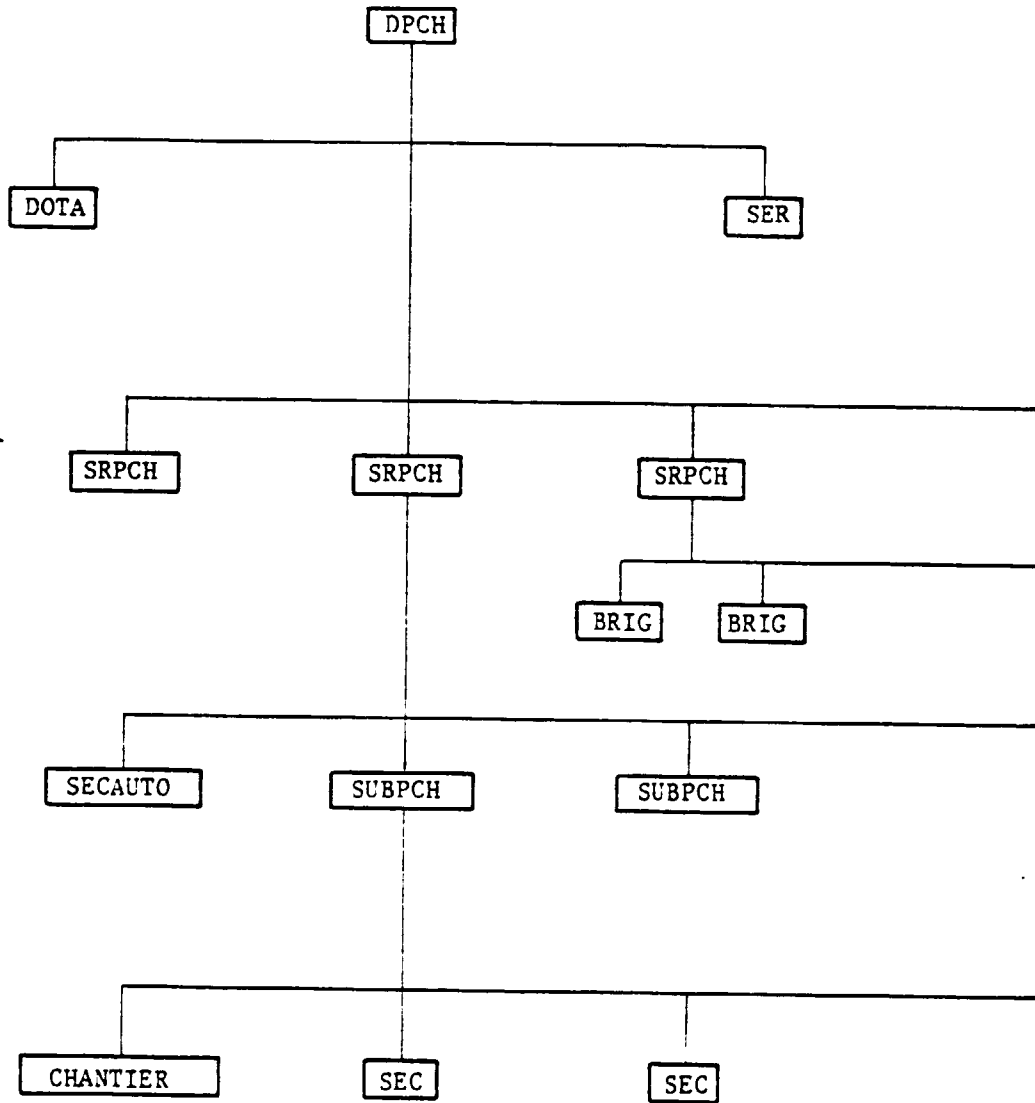 DPCH
DOTA
SER
SRPCH
SRPCH
SRPCH
BRIG
BRIG
SECAUTO
SUBPCH
SUBPCH
CHANTIER
SEC
SEC